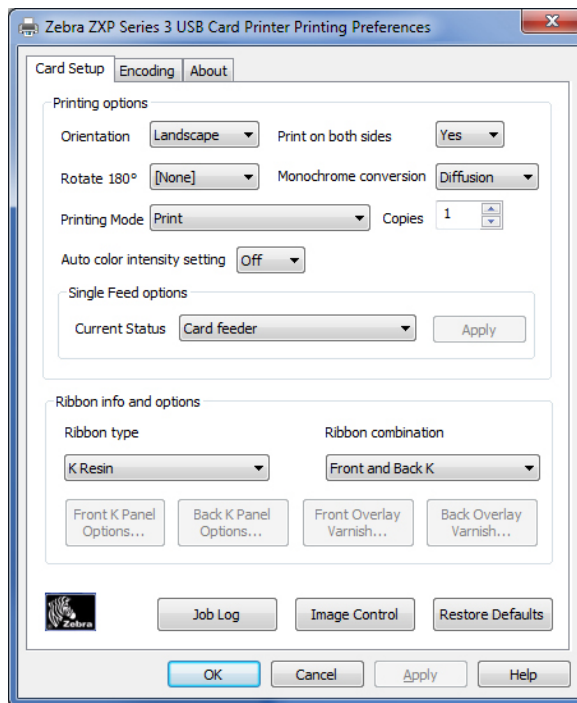 Zebra ZXP Series 3 USB Card Printer Printing Preferences
Card Setup Encoding About
Printing options
Orientation Landscape Print on both sides Yes
Rotate 180° [None] Monochrome conversion Diffusion
Printing Mode Print Copies 1
Auto color intensity setting Off
Single Feed options
Current Status Card feeder Apply
Ribbon info and options
Ribbon type Ribbon combination
K Resin Front and Back K
Front K Panel Back K Panel Front Overlay Back Overlay
Options... Options... Varnish... Varnish...
Zebra Job Log Image Control Restore Defaults
OK Cancel Apply Help